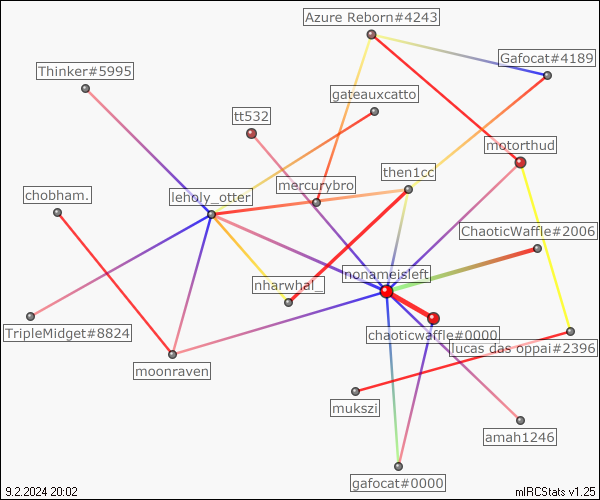 Azure Reborn#4243
Gafocat#4189
Thinker#5995
gateauxcatto
tt532
motorthud
then1cc
mercurybro
chobham.
leholy_otter
ChaoticWaffle#2006
nonameisleft
nharwhal_
TripleMidget#8824
chaoticwaffle#0000
lucas das oppai#2396
moonraven
mukszi
amah1246
gafocat#0000
9.2.2024 20:02
mIRCStats v1.25